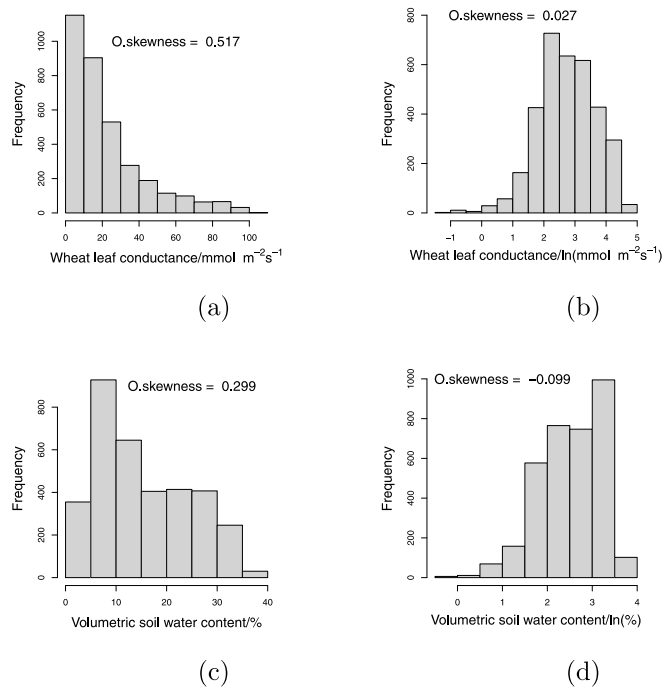 O.skewness = 0.517
Frequency
0 200 400 600 800 1000
0 20 40 60 80 100
Wheat leaf conductance/mmol m⁻²s⁻¹
(a)
O.skewness = 0.027
Frequency
0 200 400 600 800
−1 0 1 2 3 4 5
Wheat leaf conductance/ln(mmol m⁻²s⁻¹)
(b)
O.skewness = 0.299
Frequency
0 200 400 600 800
0 10 20 30 40
Volumetric soil water content/%
(c)
O.skewness = −0.099
Frequency
0 200 400 600 800 1000
0 1 2 3 4
Volumetric soil water content/ln(%)
(d)